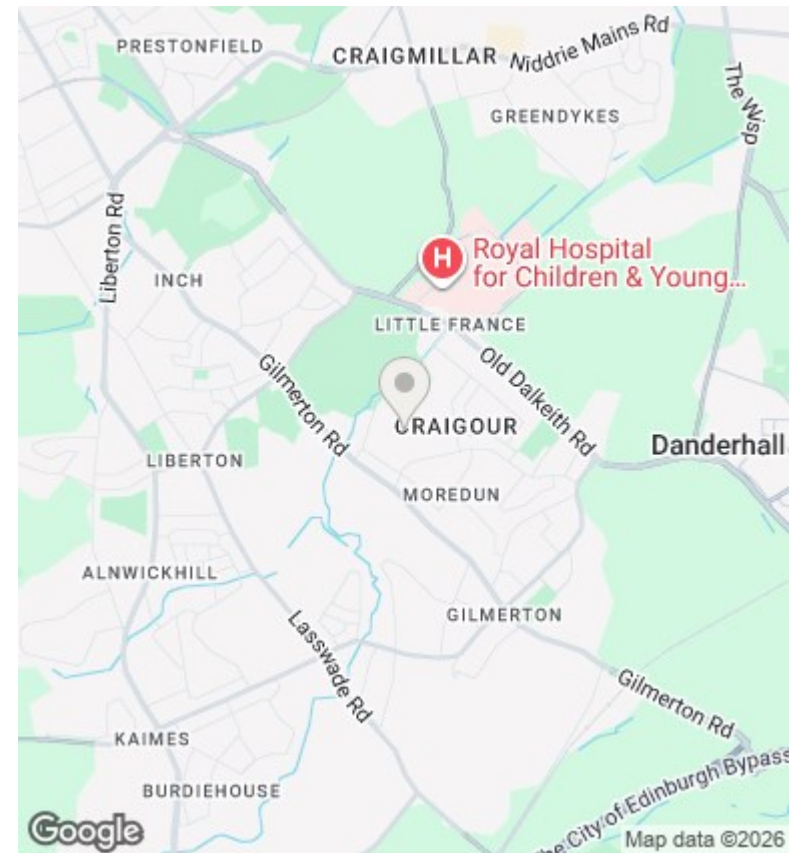 PRESTONFIELD
CRAIGMILLAR
Niddrie Mains Rd
GREENDYKES
The Wisp
Liberton Rd
INCH
H
Royal Hospital
for Children & Young...
LITTLE FRANCE
Gilmerton Rd
Old Dalkeith Rd
CRAIGOUR
Danderhall
LIBERTON
MOREDUN
ALNWICKHILL
GILMERTON
Lasswade Rd
Gilmerton Rd
KAIMES
BURDIEHOUSE
The City of Edinburgh Bypass
Google
Map data ©2026